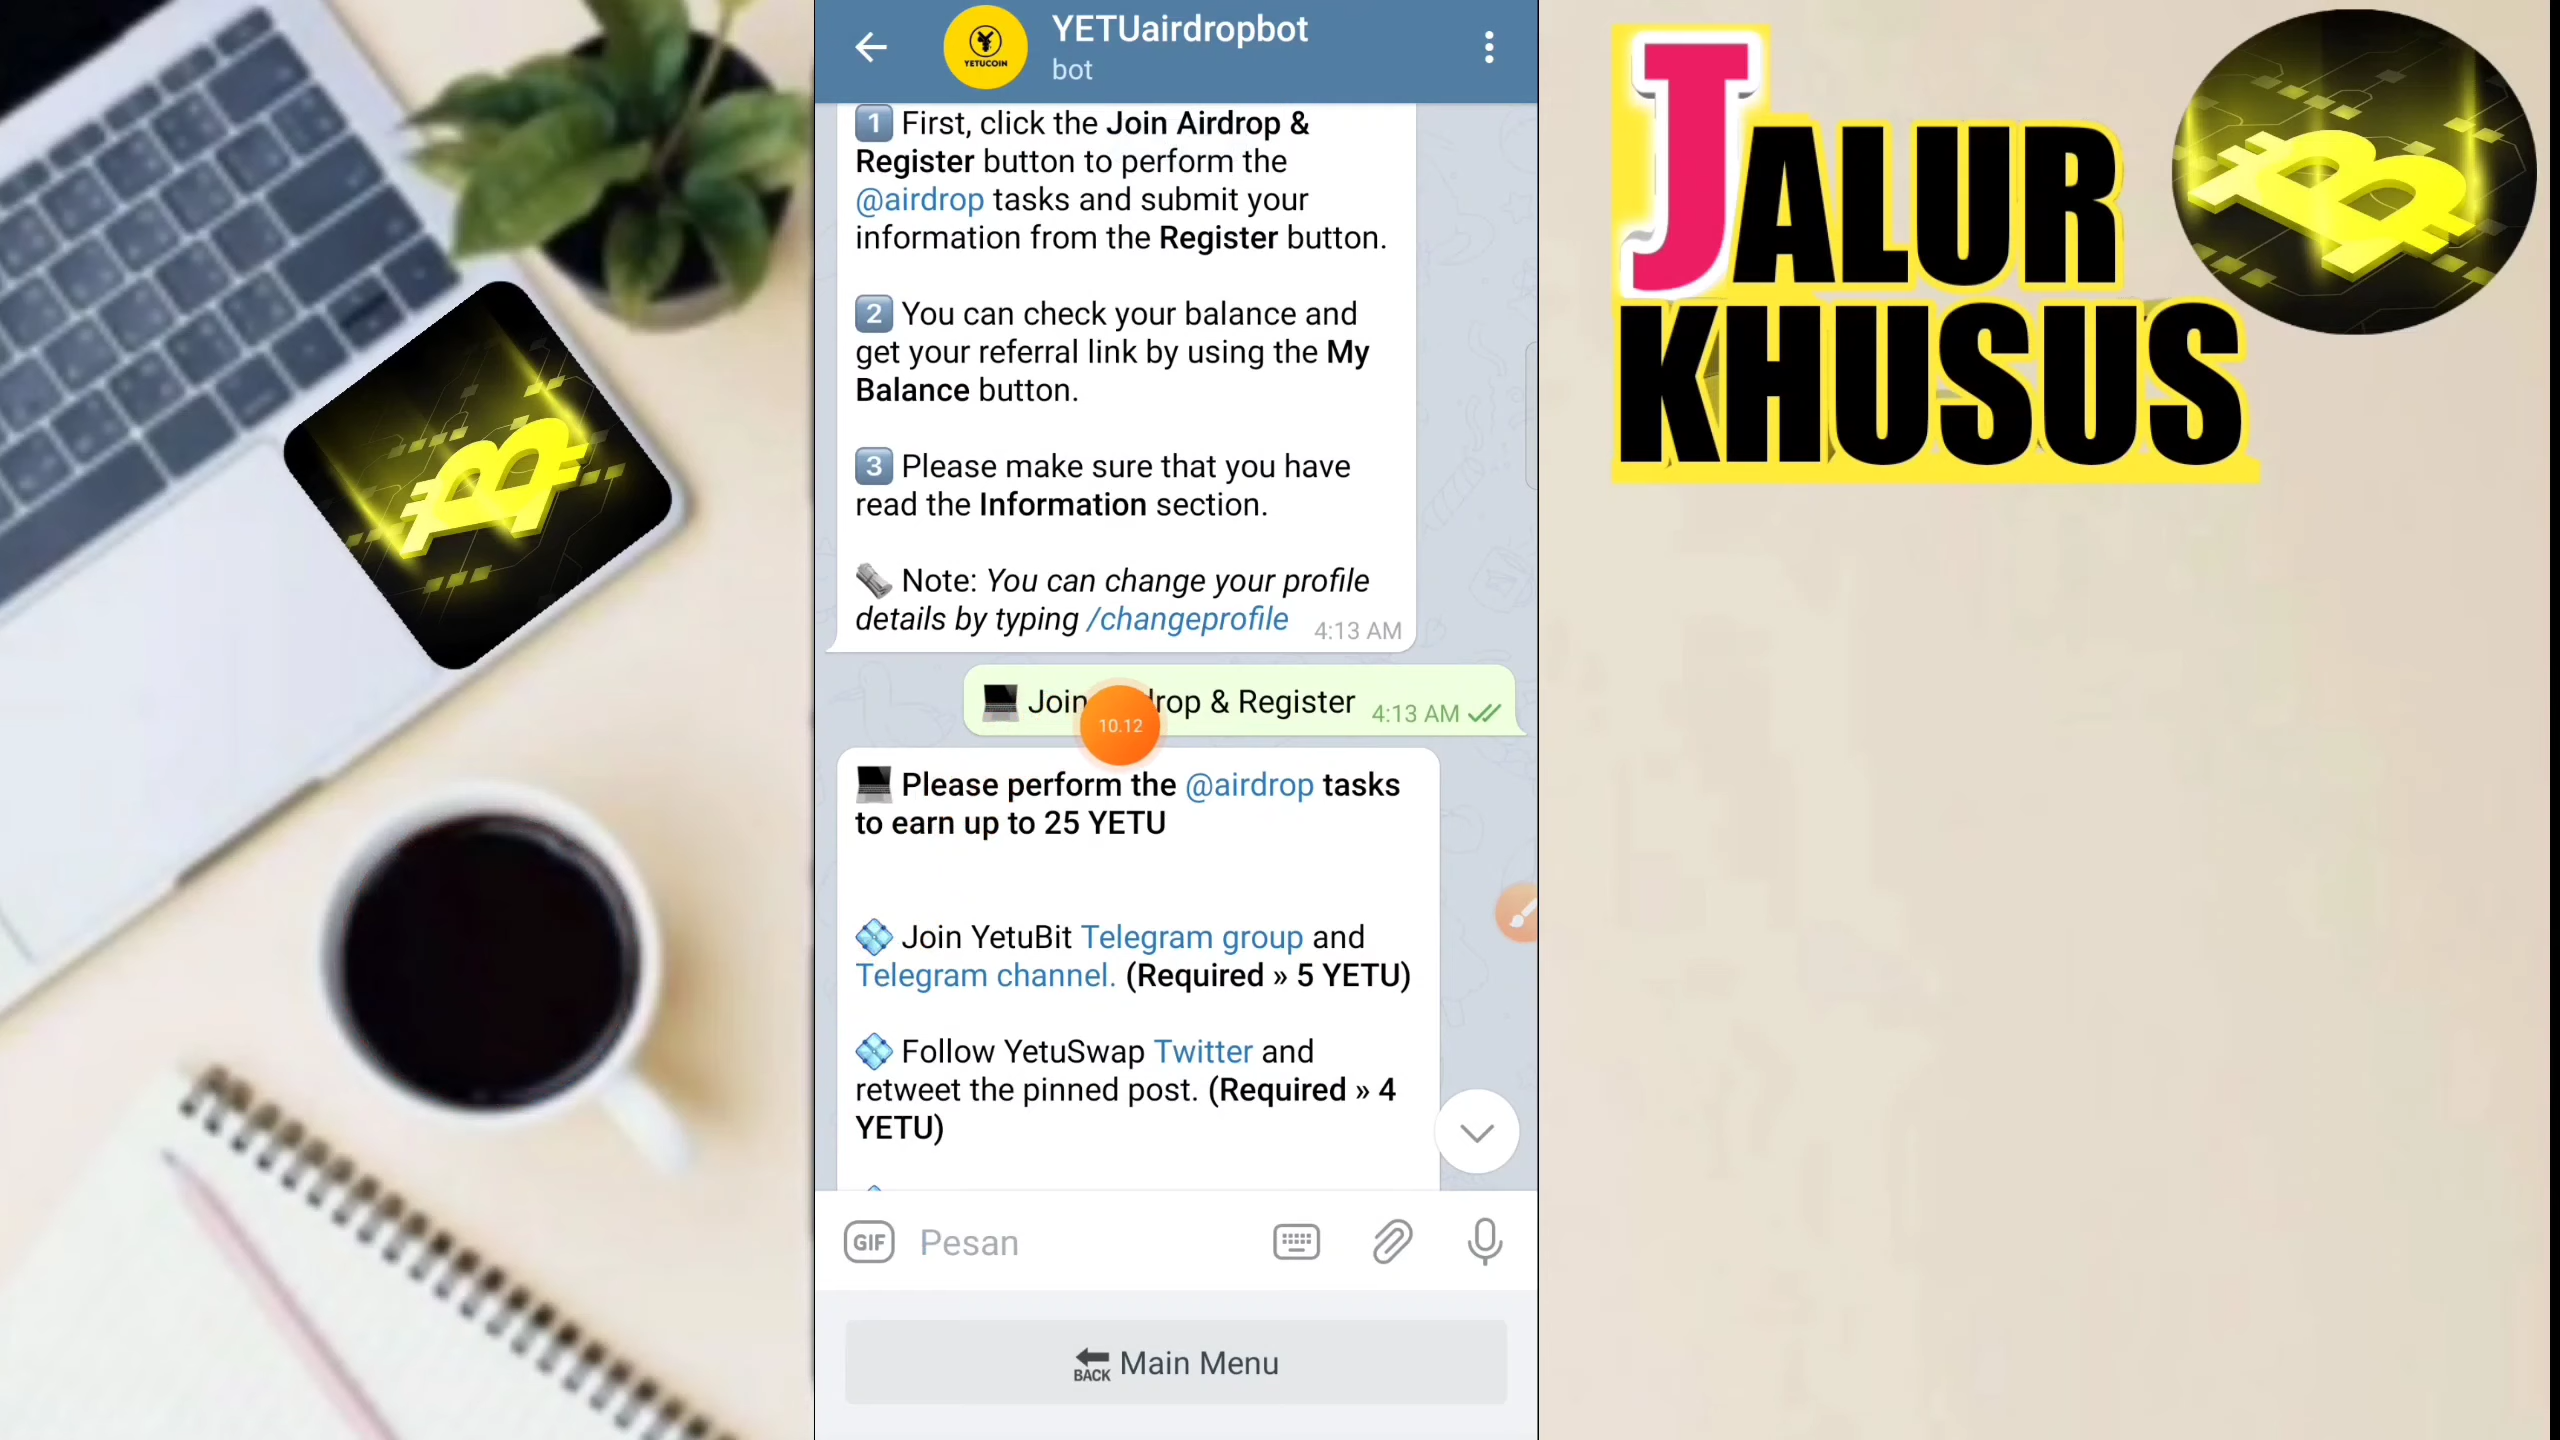 YETUairdropbot
bot
YETUCOIN
1 First, click the Join Airdrop &
Register button to perform the
@airdrop tasks and submit your
information from the Register button.
2 You can check your balance and
get your referral link by using the My
Balance button.
3 Please make sure that you have
read the Information section.
Note: You can change your profile
details by typing /changeprofile 4:13 AM
Join drop & Register 4:13 AM
10.12
Please perform the @airdrop tasks
to earn up to 25 YETU
Join YetuBit Telegram group and
Telegram channel. (Required » 5 YETU)
Follow YetuSwap Twitter and
retweet the pinned post. (Required » 4
YETU)
GIF Pesan
BACK Main Menu
JALUR
KHUSUS